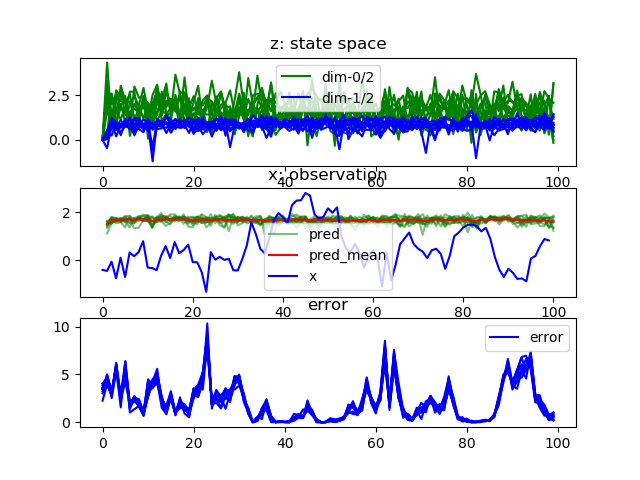 z: state space
2.5
0.0
dim-0/2
dim-1/2
0 20 40 60 80 100
x: observation
2
0
pred
pred_mean
x
0 20 40 60 80 100
error
10
5
0
error
0 20 40 60 80 100